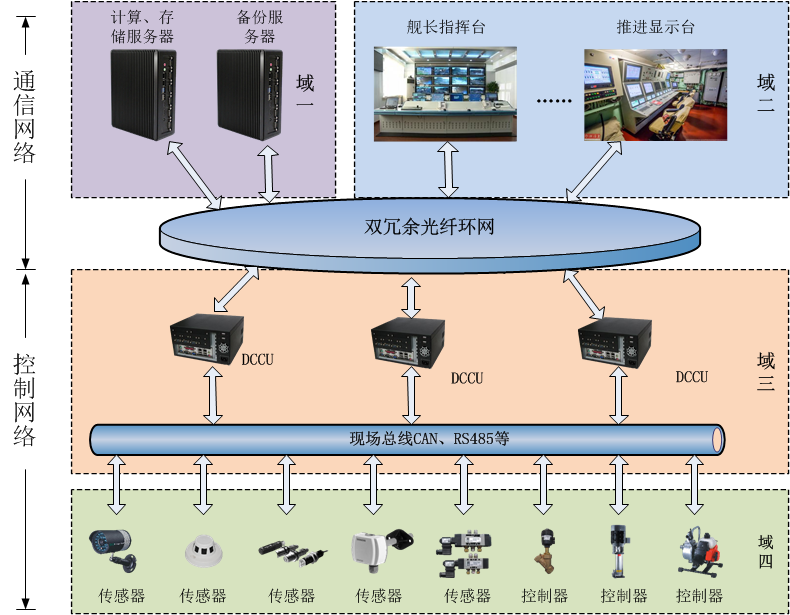 计算、存
储服务器
备份服
务器
域一
舰长指挥台
推进显示台
......
域二
通信网络
双冗余光纤环网
控制网络
DCCU
DCCU
DCCU
域三
现场总线CAN、RS485等
传感器
传感器
传感器
传感器
传感器
控制器
控制器
控制器
域四